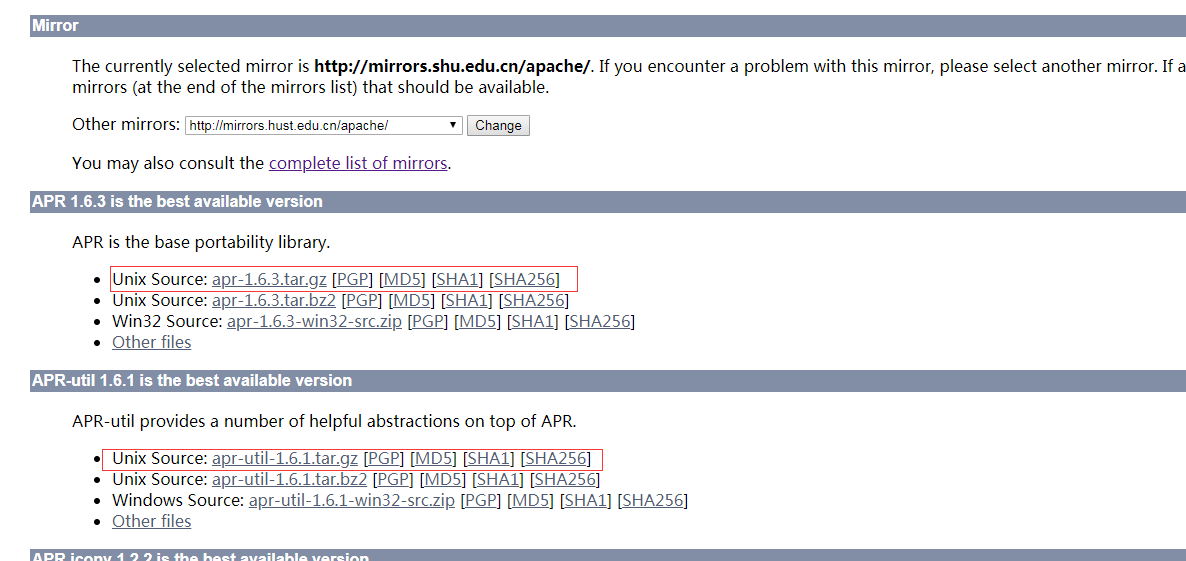 Mirror
The currently selected mirror is http://mirrors.shu.edu.cn/apache/. If you encounter a problem with this mirror, please select another mirror. If a
mirrors (at the end of the mirrors list) that should be available.
Other mirrors: http://mirrors.hust.edu.cn/apache/ Change
You may also consult the complete list of mirrors.
APR 1.6.3 is the best available version
APR is the base portability library.
Unix Source: apr-1.6.3.tar.gz [PGP] [MD5] [SHA1] [SHA256]
Unix Source: apr-1.6.3.tar.bz2 [PGP] [MD5] [SHA1] [SHA256]
Win32 Source: apr-1.6.3-win32-src.zip [PGP] [MD5] [SHA1] [SHA256]
Other files
APR-util 1.6.1 is the best available version
APR-util provides a number of helpful abstractions on top of APR.
Unix Source: apr-util-1.6.1.tar.gz [PGP] [MD5] [SHA1] [SHA256]
Unix Source: apr-util-1.6.1.tar.bz2 [PGP] [MD5] [SHA1] [SHA256]
Windows Source: apr-util-1.6.1-win32-src.zip [PGP] [MD5] [SHA1] [SHA256]
Other files
APR iconv 1.2.2 is the best available version